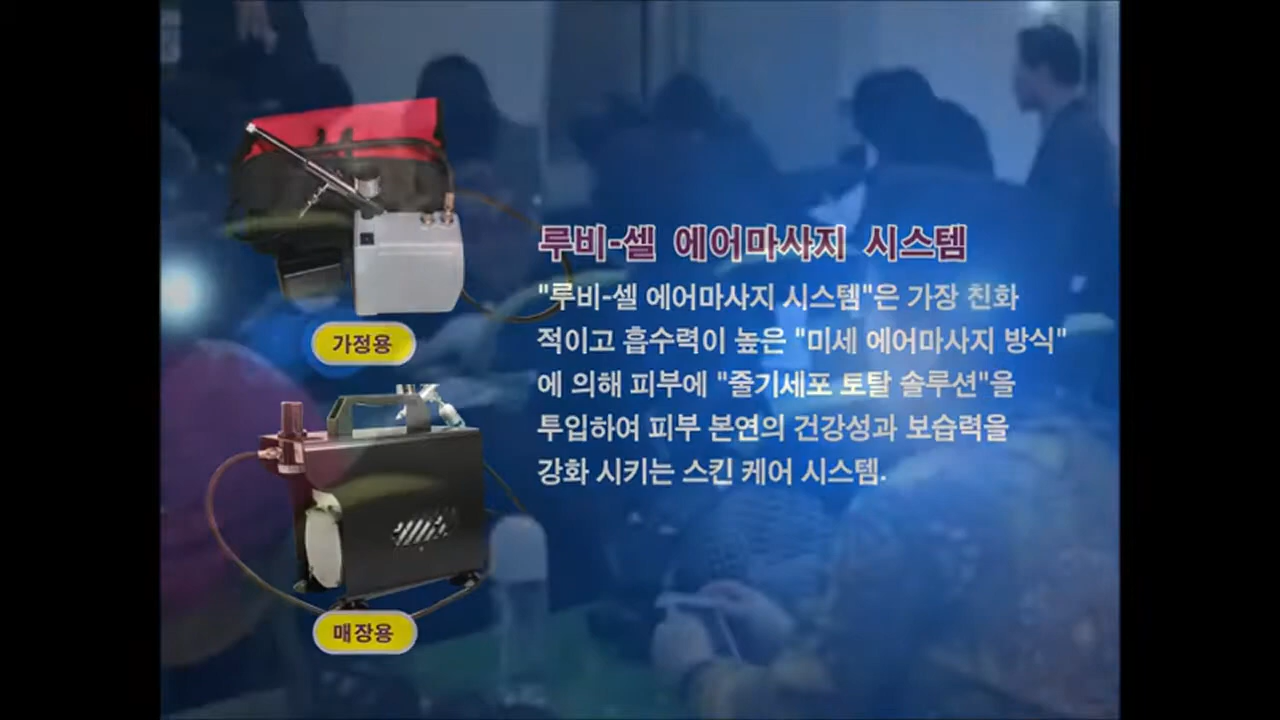 루비-셀 에어마사지 시스템
"루비-셀 에어마사지 시스템"은 가장 친화
적이고 흡수력이 높은 "미세 에어마사지 방식"
에 의해 피부에 "줄기세포 토탈 솔루션"을
투입하여 피부 본연의 건강성과 보습력을
강화 시키는 스킨 케어 시스템.
가정용
매장용